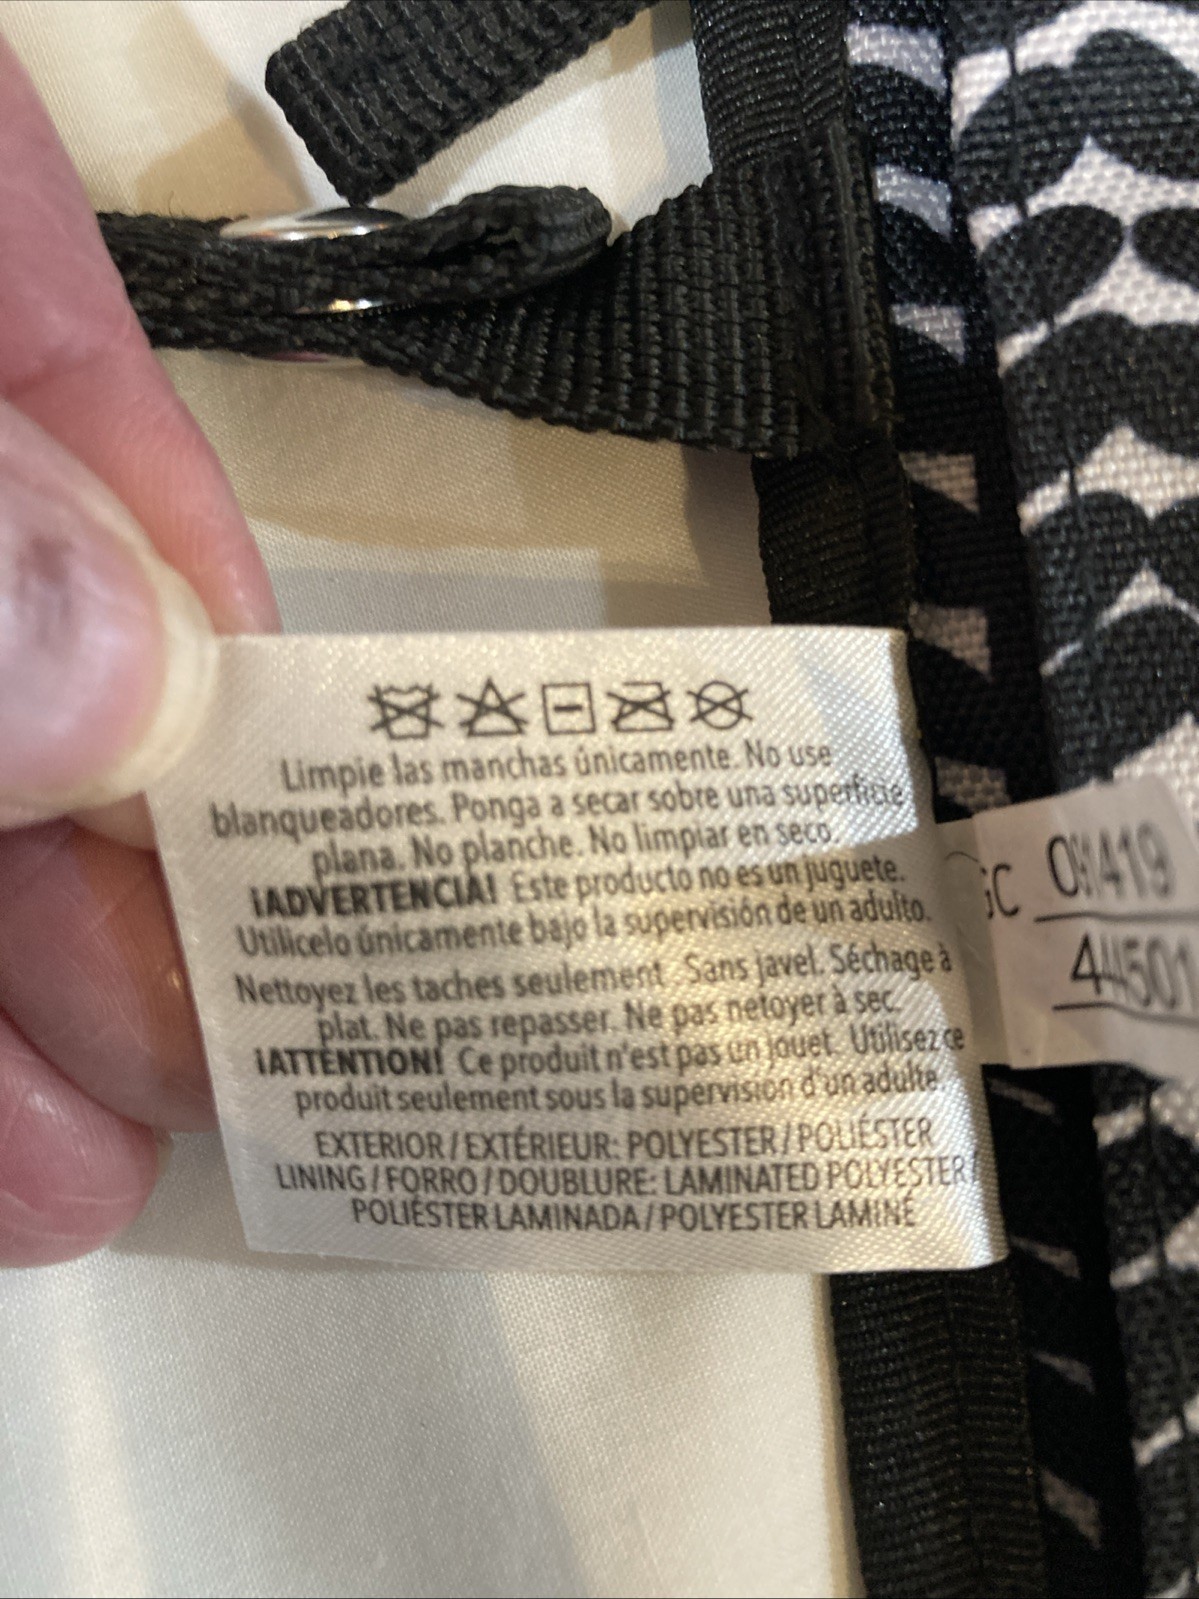 Limpie las manchas únicamente. No use
blanqueadores. Ponga a secar sobre una superficie
plana. No planche. No limpiar en seco
¡ADVERTENCIA! Este producto no es un juguete.
Utilicelo únicamente bajo la supervisión de un adulto.
Nettoyez les taches seulement. Sans javel. Séchage à
plat. Ne pas repasser. Ne pas netoyer à sec.
¡ATTENTION! Ce produit n'est pas un jouet. Utilisez ce
produit seulement sous la supervision d'un adulte
EXTERIOR / EXTÉRIEUR: POLYESTER / POLIÉSTER
LINING / FORRO / DOUBLURE: LAMINATED POLYESTER /
POLIÉSTER LAMINADA / POLYESTER LAMINÉ